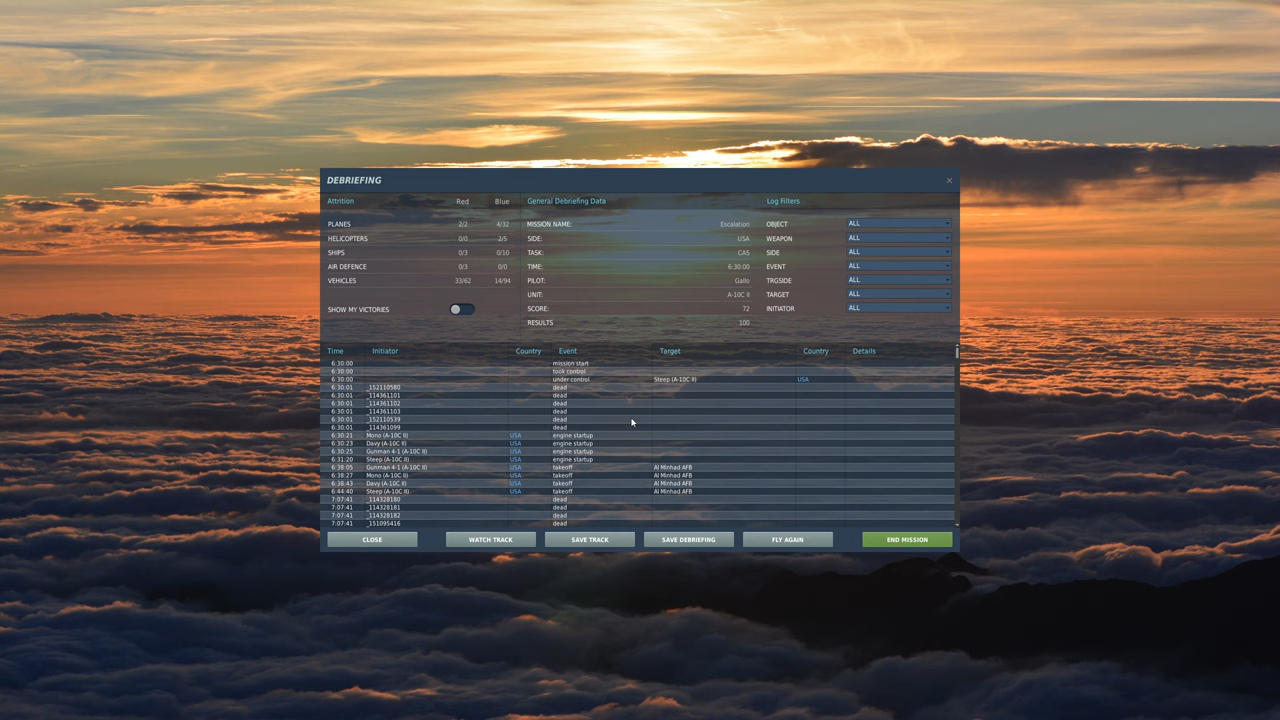 DEBRIEFING
Attrition Red Blue General Debriefing Data Log Filters
PLANES 2/2 4/32 MISSION NAME: Escalation OBJECT ALL
HELICOPTERS 0/0 2/5 SIDE: USA WEAPON ALL
SHIPS 0/3 0/10 TASK: CAS SIDE ALL
AIR DEFENCE 0/3 0/0 TIME: 6:30:00 EVENT ALL
VEHICLES 33/62 14/94 PILOT: Gallo TRGSIDE ALL
UNIT: A-10C II TARGET ALL
SHOW MY VICTORIES SCORE: 72 INITIATOR ALL
RESULTS 100
Time Initiator Country Event Target Country Details
6:30:00 mission start
6:30:00 took control
6:30:00 under control Steep (A-10C II) USA
6:30:01 _152110580 dead
6:30:01 _114361101 dead
6:30:01 _114361102 dead
6:30:01 _114361103 dead
6:30:01 _152110539 dead
6:30:01 _114361099 dead
6:30:21 Mono (A-10C II) USA engine startup
6:30:23 Davy (A-10C II) USA engine startup
6:30:25 Gunman 4-1 (A-10C II) USA engine startup
6:31:20 Steep (A-10C II) USA engine startup
6:38:05 Gunman 4-1 (A-10C II) USA takeoff Al Minhad AFB
6:38:27 Mono (A-10C II) USA takeoff Al Minhad AFB
6:38:43 Davy (A-10C II) USA takeoff Al Minhad AFB
6:44:40 Steep (A-10C II) USA takeoff Al Minhad AFB
7:07:41 _114328180 dead
7:07:41 _114328181 dead
7:07:41 _114328182 dead
7:07:41 _151095416 dead
CLOSE WATCH TRACK SAVE TRACK SAVE DEBRIEFING FLY AGAIN END MISSION